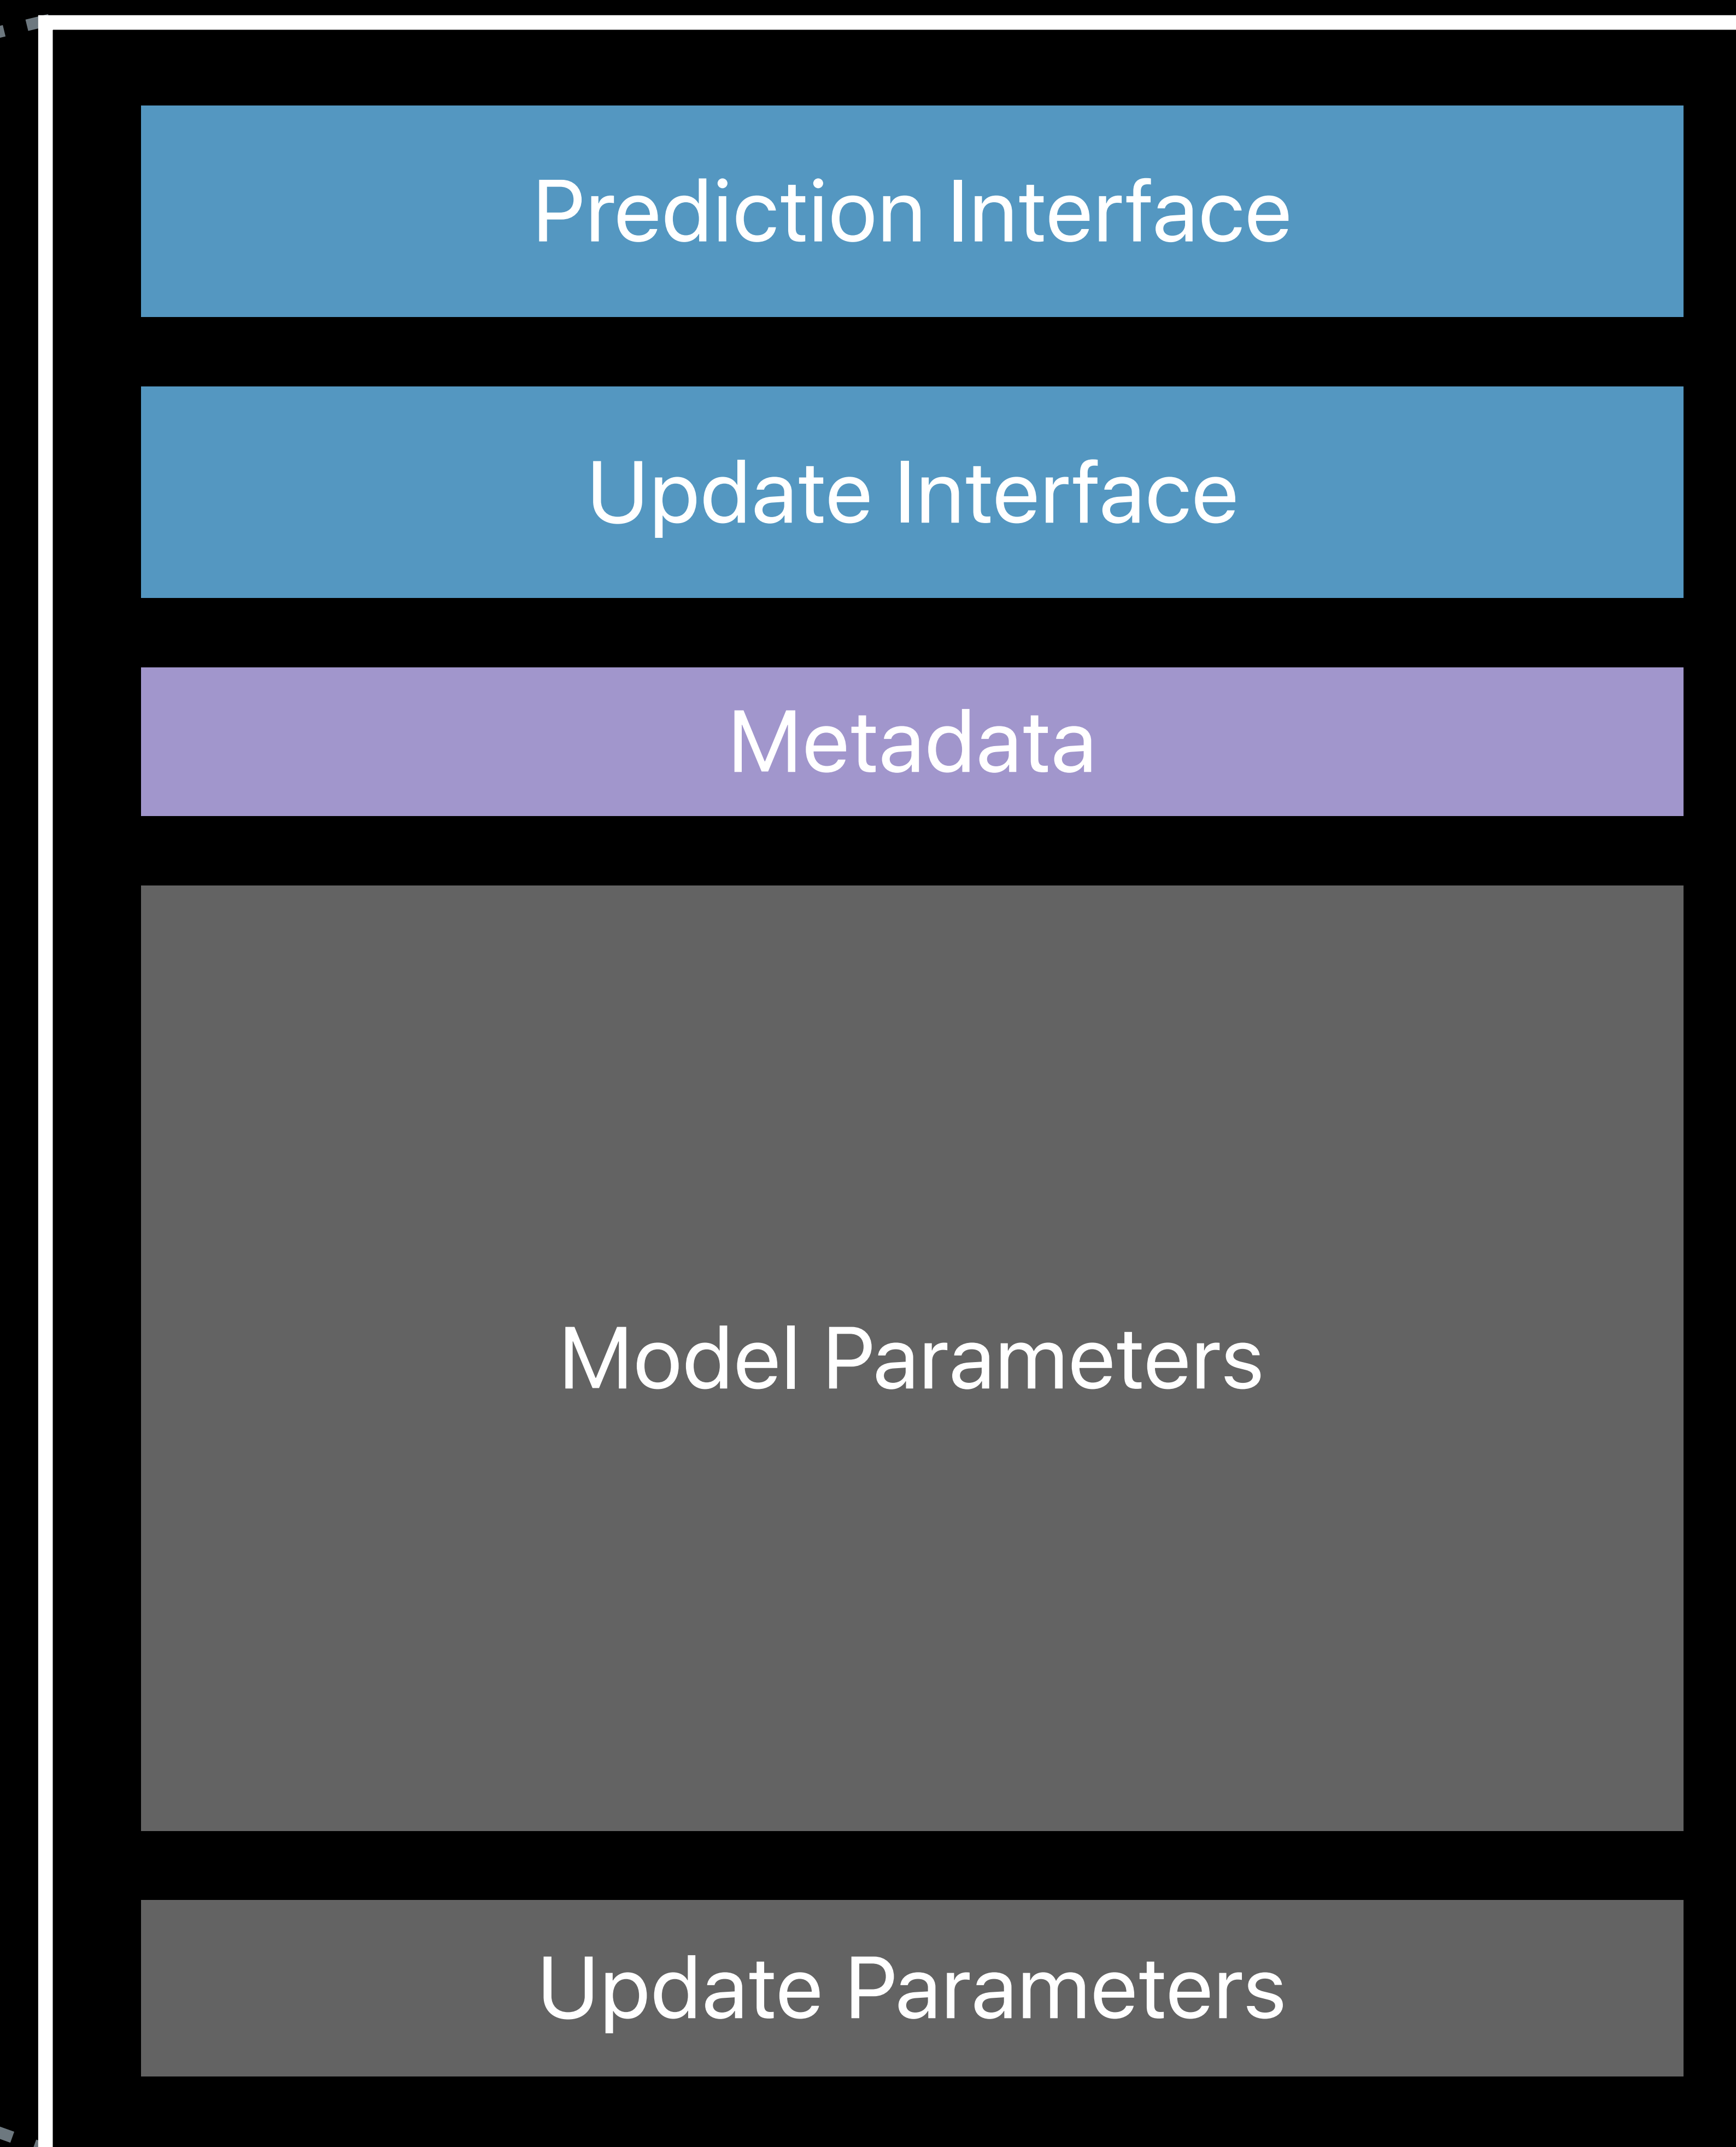 Prediction Interface
Update Interface
Metadata
Model Parameters
Update Parameters